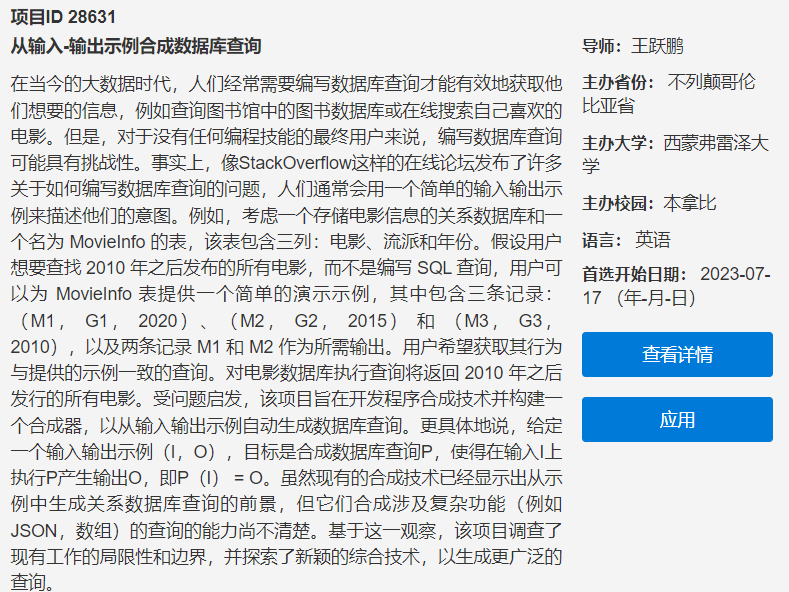 项目ID 28631
从输入-输出示例合成数据库查询
在当今的大数据时代，人们经常需要编写数据库查询才能有效地获取他
们想要的信息，例如查询图书馆中的图书数据库或在线搜索自己喜欢的
电影。但是，对于没有任何编程技能的最终用户来说，编写数据库查询
可能具有挑战性。事实上，像StackOverflow这样的在线论坛发布了许多
关于如何编写数据库查询的问题，人们通常会用一个简单的输入输出示
例来描述他们的意图。例如，考虑一个存储电影信息的关系数据库和一
个名为 MovieInfo 的表，该表包含三列：电影、流派和年份。假设用户
想要查找 2010 年之后发布的所有电影，而不是编写 SQL 查询，用户可
以为 MovieInfo 表提供一个简单的演示示例，其中包含三条记录：
（M1， G1， 2020）、（M2， G2， 2015） 和 （M3， G3，
2010），以及两条记录 M1 和 M2 作为所需输出。用户希望获取其行为
与提供的示例一致的查询。对电影数据库执行查询将返回 2010 年之后
发行的所有电影。受问题启发，该项目旨在开发程序合成技术并构建一
个合成器，以从输入输出示例自动生成数据库查询。更具体地说，给定
一个输入输出示例（I，O），目标是合成数据库查询P，使得在输入I上
执行P产生输出O，即P（I） = O。虽然现有的合成技术已经显示出从示
例中生成关系数据库查询的前景，但它们合成涉及复杂功能（例如
JSON，数组）的查询的能力尚不清楚。基于这一观察，该项目调查了
现有工作的局限性和边界，并探索了新颖的综合技术，以生成更广泛的
查询。
导师：王跃鹏
主办省份： 不列颠哥伦
比亚省
主办大学：西蒙弗雷泽大
学
主办校园：本拿比
语言： 英语
首选开始日期： 2023-07-
17 （年-月-日）
查看详情
应用